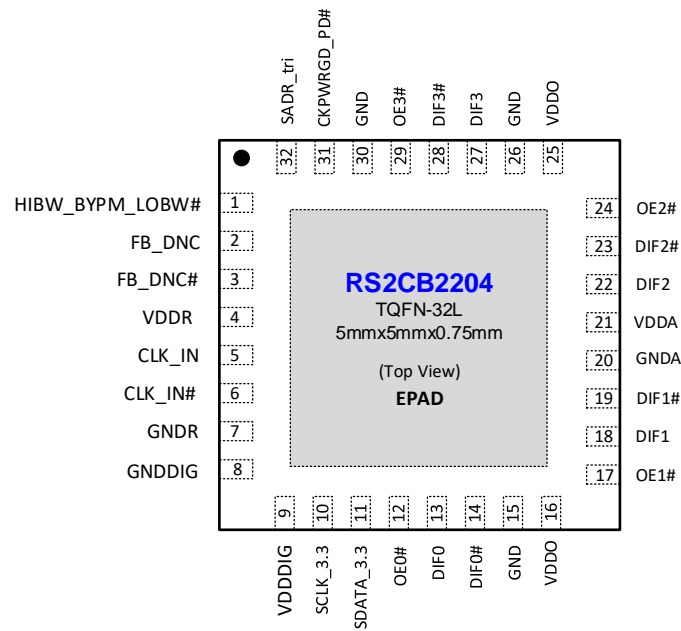 SADR_tri
CKPWRGD_PD#
GND
OE3#
DIF3#
DIF3
GND
VDDO
32
31
30
29
28
27
26
25
HIBW_BYPM_LOBW# 1
FB_DNC 2
FB_DNC# 3
VDDR 4
CLK_IN 5
CLK_IN# 6
GNDR 7
GNDDIG 8
RS2CB2204
TQFN-32L
5mmx5mmx0.75mm
(Top View)
EPAD
24 OE2#
23 DIF2#
22 DIF2
21 VDDA
20 GNDA
19 DIF1#
18 DIF1
17 OE1#
9
10
11
12
13
14
15
16
VDDDIG
SCLK_3.3
SDATA_3.3
OE0#
DIF0
DIF0#
GND
VDDO